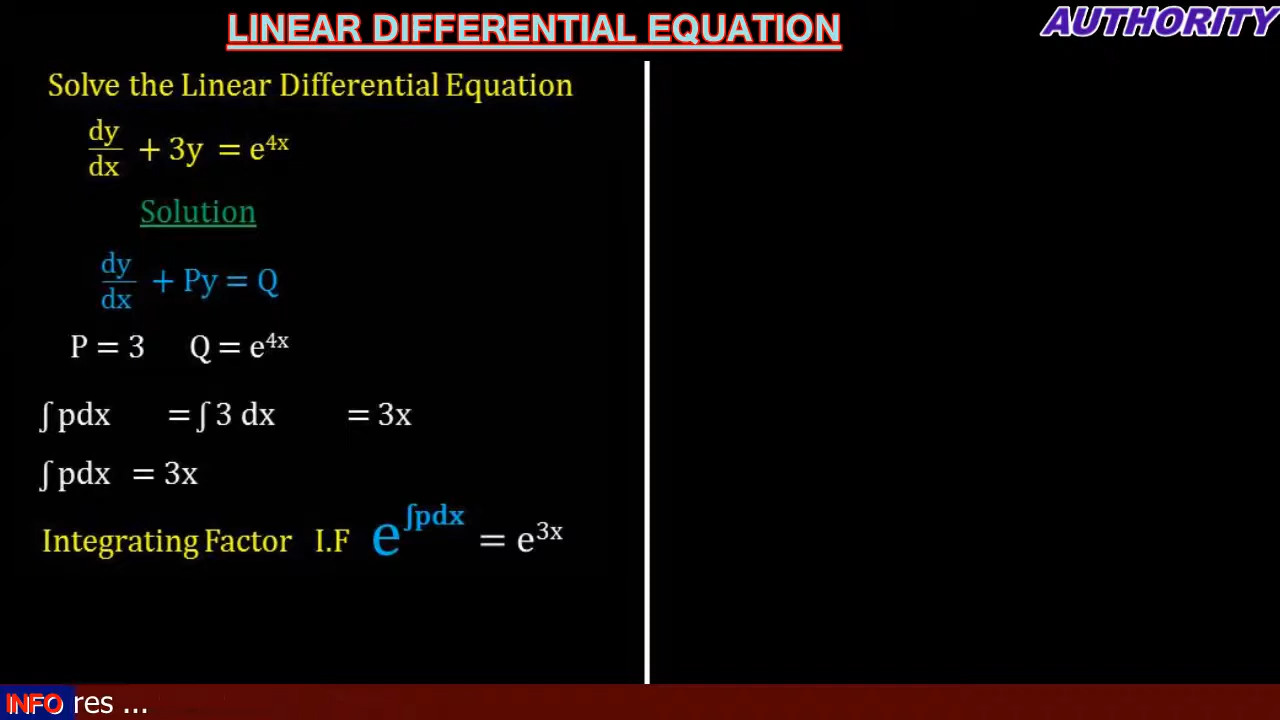 LINEAR DIFFERENTIAL EQUATION
AUTHORITY
Solve the Linear Differential Equation
dy/dx + 3y = e^4x
Solution
dy/dx + Py = Q
P = 3 Q = e^4x
∫ pdx = ∫ 3 dx = 3x
∫ pdx = 3x
Integrating Factor I.F e^∫pdx = e^3x
INFO res ...